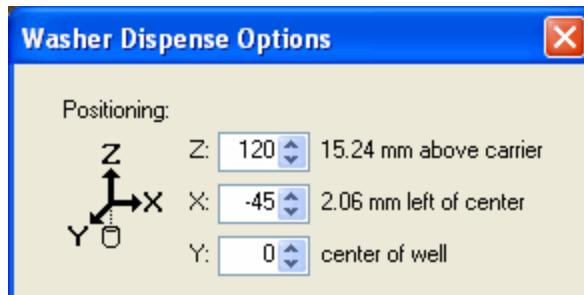 Washer Dispense Options
Positioning:
Z
X
Y
Z: 120 15.24 mm above carrier
X: -45 2.06 mm left of center
Y: 0 center of well